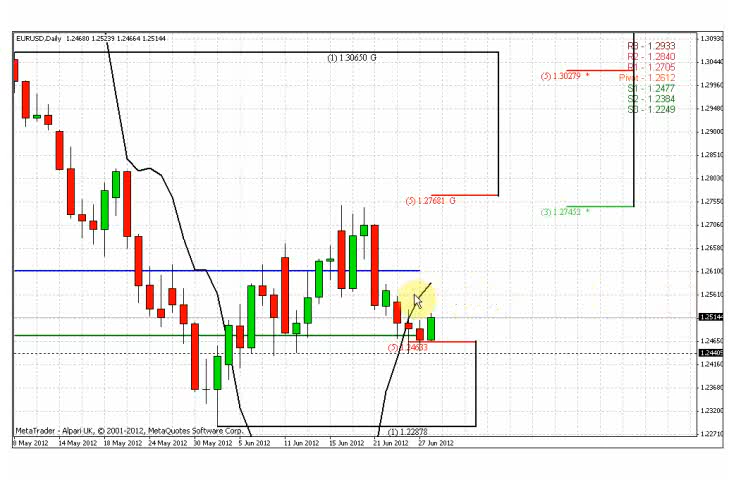 EURUSD,Daily 1.24680 1.25239 1.24664 1.25144
(1) 1.30650 G
R3 - 1.2933
R2 - 1.2840
R1 - 1.2705
Pivot - 1.2612
S1 - 1.2477
S2 - 1.2384
S3 - 1.2249
(5) 1.30279 *
(5) 1.27681 G
(3) 1.27453 *
(5) 1.24633
(1) 1.22878
1.30930
1.30440
1.29960
1.29480
1.29000
1.28510
1.28030
1.27550
1.27060
1.26580
1.26100
1.25610
1.25144
1.24650
1.24409
1.24160
1.23680
1.23200
1.22710
MetaTrader - Alpari UK, © 2001-2012, MetaQuotes Software Corp.
8 May 2012 14 May 2012 18 May 2012 24 May 2012 30 May 2012 5 Jun 2012 11 Jun 2012 15 Jun 2012 21 Jun 2012 27 Jun 2012